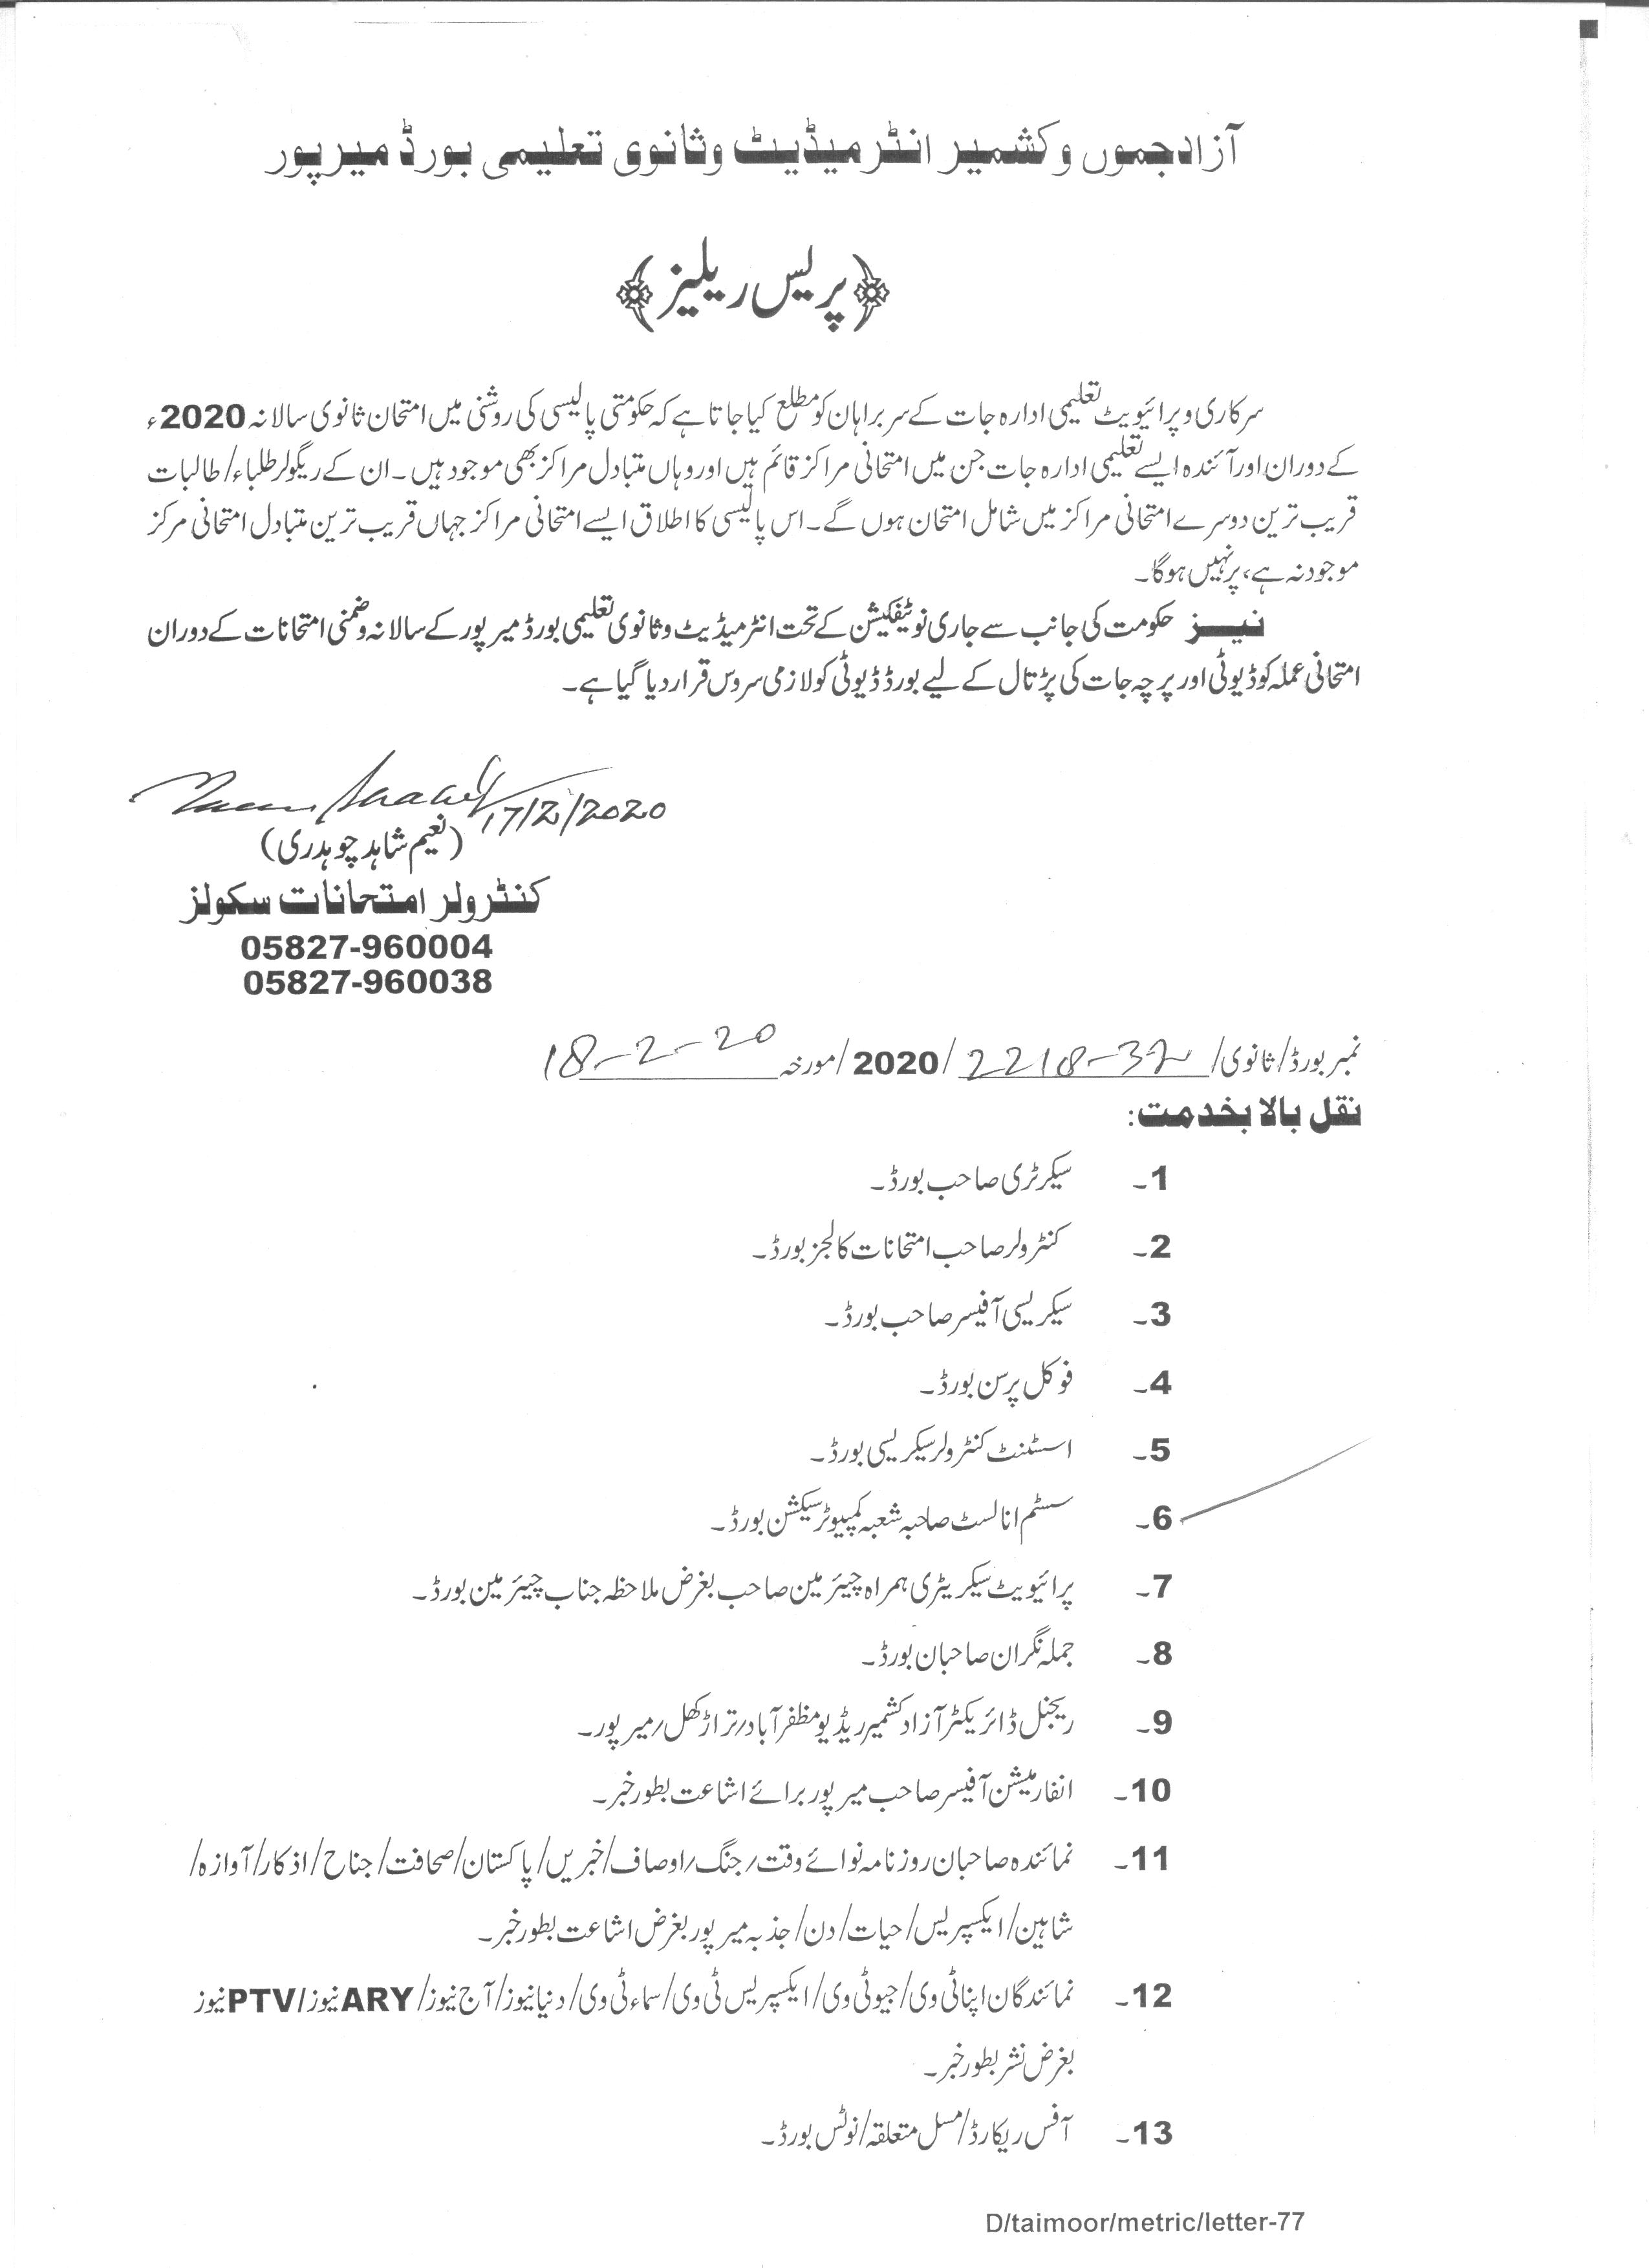 آزاد جموں و کشمیر انٹرمیڈیٹ و ثانوی تعلیمی بورڈ میرپور
﴿پریس ریلیز﴾
سرکاری و پرائیویٹ تعلیمی ادارہ جات کے سربراہان کو مطلع کیا جاتا ہے کہ حکومتی پالیسی کی روشنی میں امتحان ثانوی سالانہ 2020ء
کے دوران اور آئندہ ایسے تعلیمی ادارہ جات جن میں امتحانی مراکز قائم ہیں اور وہاں متبادل مراکز بھی موجود ہیں۔ ان کے ریگولر طلباء/طالبات
قریب ترین دوسرے امتحانی مراکز میں شامل امتحان ہوں گے۔ اس پالیسی کا اطلاق ایسے امتحانی مراکز جہاں قریب ترین متبادل امتحانی مرکز
موجود نہ ہے، پر نہیں ہوگا۔
نیز حکومت کی جانب سے جاری نوٹیفکیشن کے تحت انٹرمیڈیٹ و ثانوی تعلیمی بورڈ میرپور کے سالانہ و ضمنی امتحانات کے دوران
امتحانی عملہ کو ڈیوٹی اور پرچہ جات کی پڑتال کے لیے بورڈ ڈیوٹی کو لازمی سروس قرار دیا گیا ہے۔
17/2/2020
(نعیم شاہد چوہدری)
کنٹرولر امتحانات سکولز
05827-960004
05827-960038
نمبر بورڈ/ثانوی/ 2218-32 /2020/مورخہ 18-2-20
نقل بالا بخدمت:
1۔ سیکرٹری صاحب بورڈ۔
2۔ کنٹرولر صاحب امتحانات کالجز بورڈ۔
3۔ سیکریسی آفیسر صاحب بورڈ۔
4۔ فوکل پرسن بورڈ۔
5۔ اسسٹنٹ کنٹرولر سیکریسی بورڈ۔
6۔ سسٹم انالسٹ صاحبہ شعبہ کمپیوٹر سیکشن بورڈ۔
7۔ پرائیویٹ سیکریٹری ہمراہ چیئرمین صاحب بغرض ملاحظہ جناب چیئرمین بورڈ۔
8۔ جملہ نگران صاحبان بورڈ۔
9۔ ریجنل ڈائریکٹر آزاد کشمیر ریڈیو مظفرآباد/تراڑکھل/میرپور۔
10۔ انفارمیشن آفیسر صاحب میرپور برائے اشاعت بطور خبر۔
11۔ نمائندہ صاحبان روزنامہ نوائے وقت/جنگ/اوصاف/خبریں/پاکستان/صحافت/جناح/اذکار/آوازہ/
شاہین/ایکسپریس/حیات/دن/جذبہ میرپور بغرض اشاعت بطور خبر۔
12۔ نمائندگان اپنا ٹی وی/جیو ٹی وی/ایکسپریس ٹی وی/سماء ٹی وی/دنیا نیوز/آج نیوز/ARY نیوز/PTV نیوز
بغرض نشر بطور خبر۔
13۔ آفس ریکارڈ/مسل متعلقہ/نوٹس بورڈ۔
D/taimoor/metric/letter-77